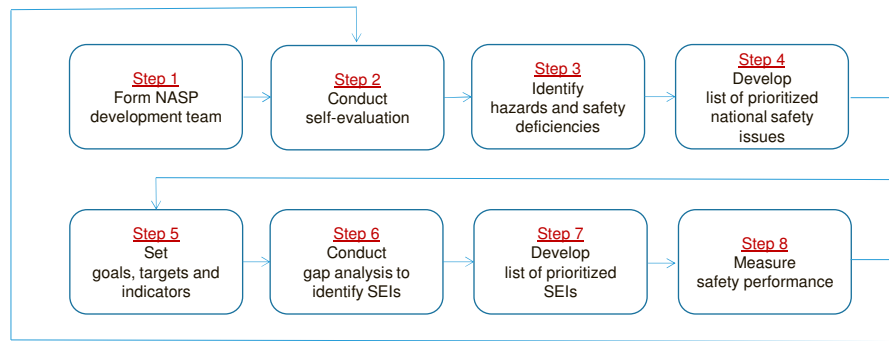 Step 1
Form NASP
development team
Step 2
Conduct
self-evaluation
Step 3
Identify
hazards and safety
deficiencies
Step 4
Develop
list of prioritized
national safety
issues
Step 5
Set
goals, targets and
indicators
Step 6
Conduct
gap analysis to
identify SEIs
Step 7
Develop
list of prioritized
SEIs
Step 8
Measure
safety performance